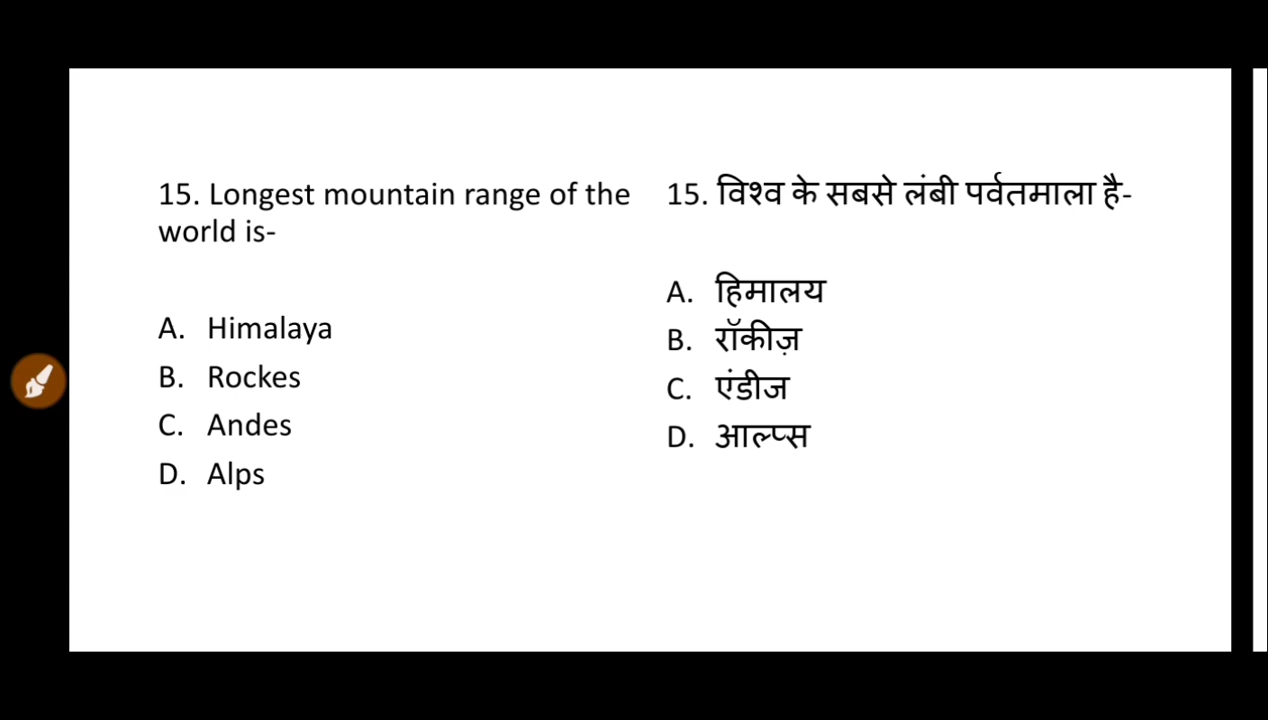 15. Longest mountain range of the
world is-
A. Himalaya
B. Rockes
C. Andes
D. Alps
15. विश्व के सबसे लंबी पर्वतमाला है-
A. हिमालय
B. रॉकीज़
C. एंडीज
D. आल्प्स